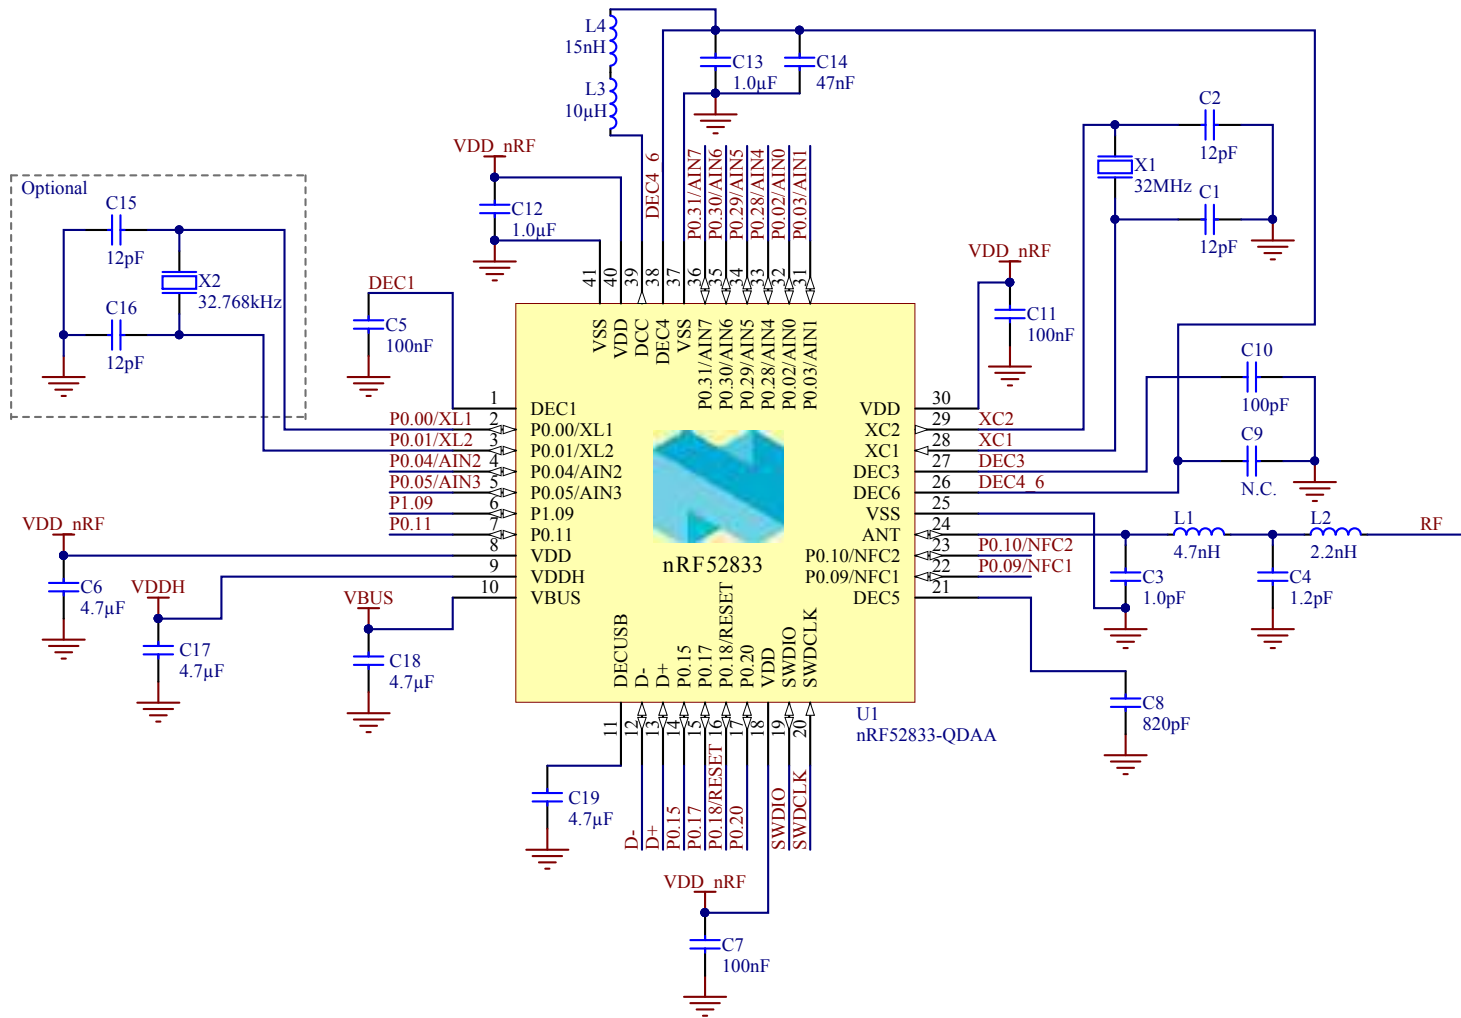 L4
15nH
L3
10µH
C13
1.0µF
C14
47nF
C2
12pF
X1
32MHz
C1
12pF
VDD_nRF
C12
1.0µF
DEC4_6
P0.31/AIN7
P0.30/AIN6
P0.29/AIN5
P0.28/AIN4
P0.02/AIN0
P0.03/AIN1
Optional
C15
12pF
X2
32.768kHz
C16
12pF
DEC1
C5
100nF
VDD_nRF
C11
100nF
C10
100pF
C9
N.C.
41
40
39
38
37
36
35
34
33
32
31
VSS
VDD
DCC
DEC4
VSS
P0.31/AIN7
P0.30/AIN6
P0.29/AIN5
P0.28/AIN4
P0.02/AIN0
P0.03/AIN1
1 DEC1
P0.00/XL1 2 P0.00/XL1
P0.01/XL2 3 P0.01/XL2
P0.04/AIN2 4 P0.04/AIN2
P0.05/AIN3 5 P0.05/AIN3
P1.09 6 P1.09
P0.11 7 P0.11
8 VDD
9 VDDH
10 VBUS
VDD 30
XC2 29 XC2
XC1 28 XC1
DEC3 27 DEC3
DEC6 26 DEC4_6
VSS 25
ANT 24
P0.10/NFC2 23 P0.10/NFC2
P0.09/NFC1 22 P0.09/NFC1
DEC5 21
nRF52833
VDD_nRF
C6
4.7µF
VDDH
C17
4.7µF
VBUS
C18
4.7µF
L1
4.7nH
L2
2.2nH
RF
C3
1.0pF
C4
1.2pF
C8
820pF
DECUSB
D-
D+
P0.15
P0.17
P0.18/RESET
P0.20
VDD
SWDIO
SWDCLK
11
12
13
14
15
16
17
18
19
20
U1
nRF52833-QDAA
C19
4.7µF
D-
D+
P0.15
P0.17
P0.18/RESET
P0.20
SWDIO
SWDCLK
VDD_nRF
C7
100nF